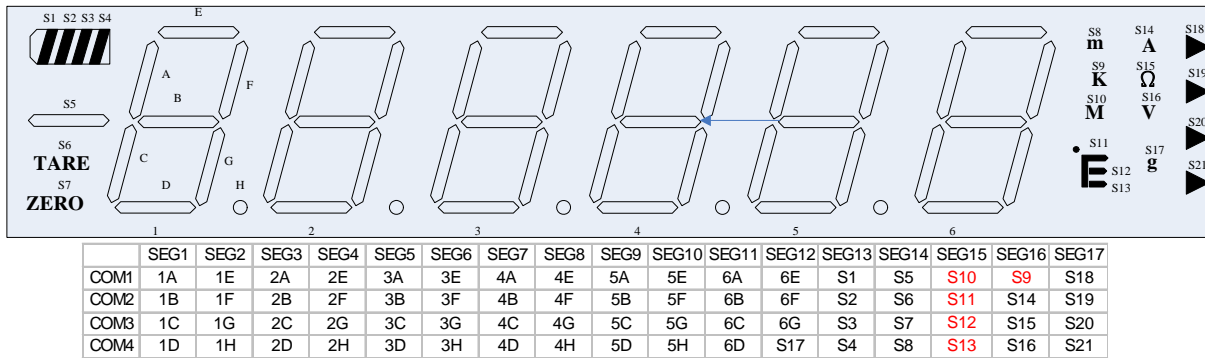 S1 S2 S3 S4
E
A
B
F
C
D
G
H
S5
S6
TARE
S7
ZERO
S8
m
S14
A
S18
S9
K
S15
Ω
S19
S10
M
S16
V
S20
S11
E
S12
S13
S17
g
S21
1 2 3 4 5 6
SEG1 SEG2 SEG3 SEG4 SEG5 SEG6 SEG7 SEG8 SEG9 SEG10 SEG11 SEG12 SEG13 SEG14 SEG15 SEG16 SEG17
COM1 1A 1E 2A 2E 3A 3E 4A 4E 5A 5E 6A 6E S1 S5 S10 S9 S18
COM2 1B 1F 2B 2F 3B 3F 4B 4F 5B 5F 6B 6F S2 S6 S11 S14 S19
COM3 1C 1G 2C 2G 3C 3G 4C 4G 5C 5G 6C 6G S3 S7 S12 S15 S20
COM4 1D 1H 2D 2H 3D 3H 4D 4H 5D 5H 6D S17 S4 S8 S13 S16 S21